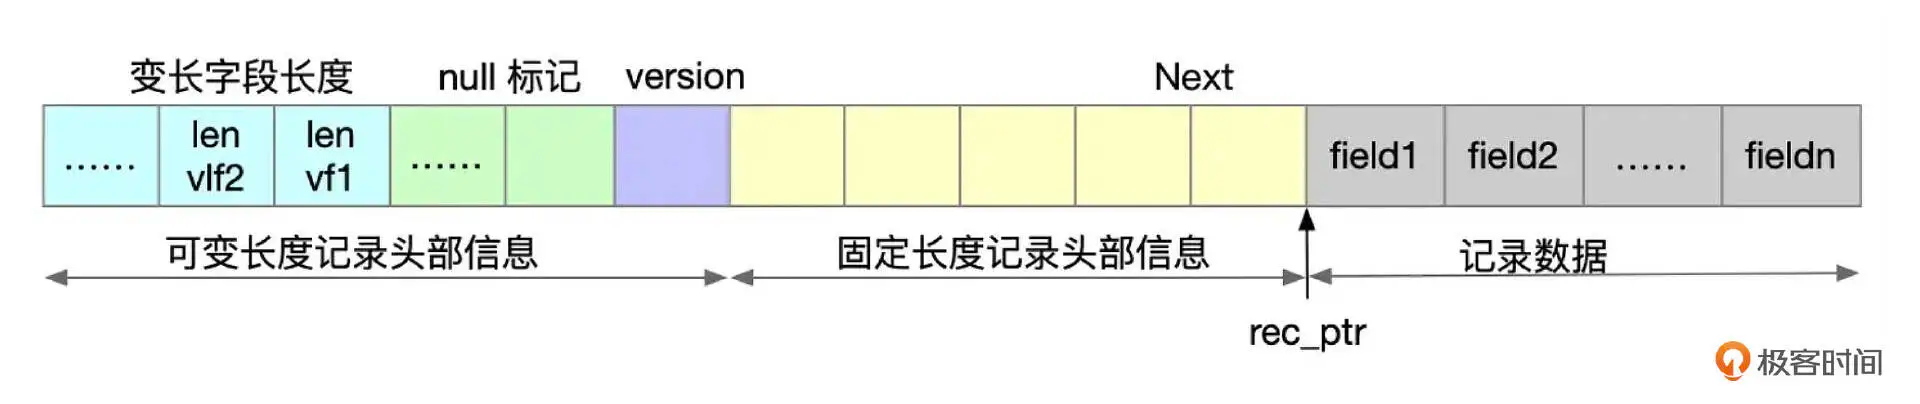 变长字段长度 null 标记 version Next
…… len vlf2 len vf1 …… field1 field2 …… fieldn
可变长度记录头部信息 固定长度记录头部信息 记录数据
rec_ptr
极客时间